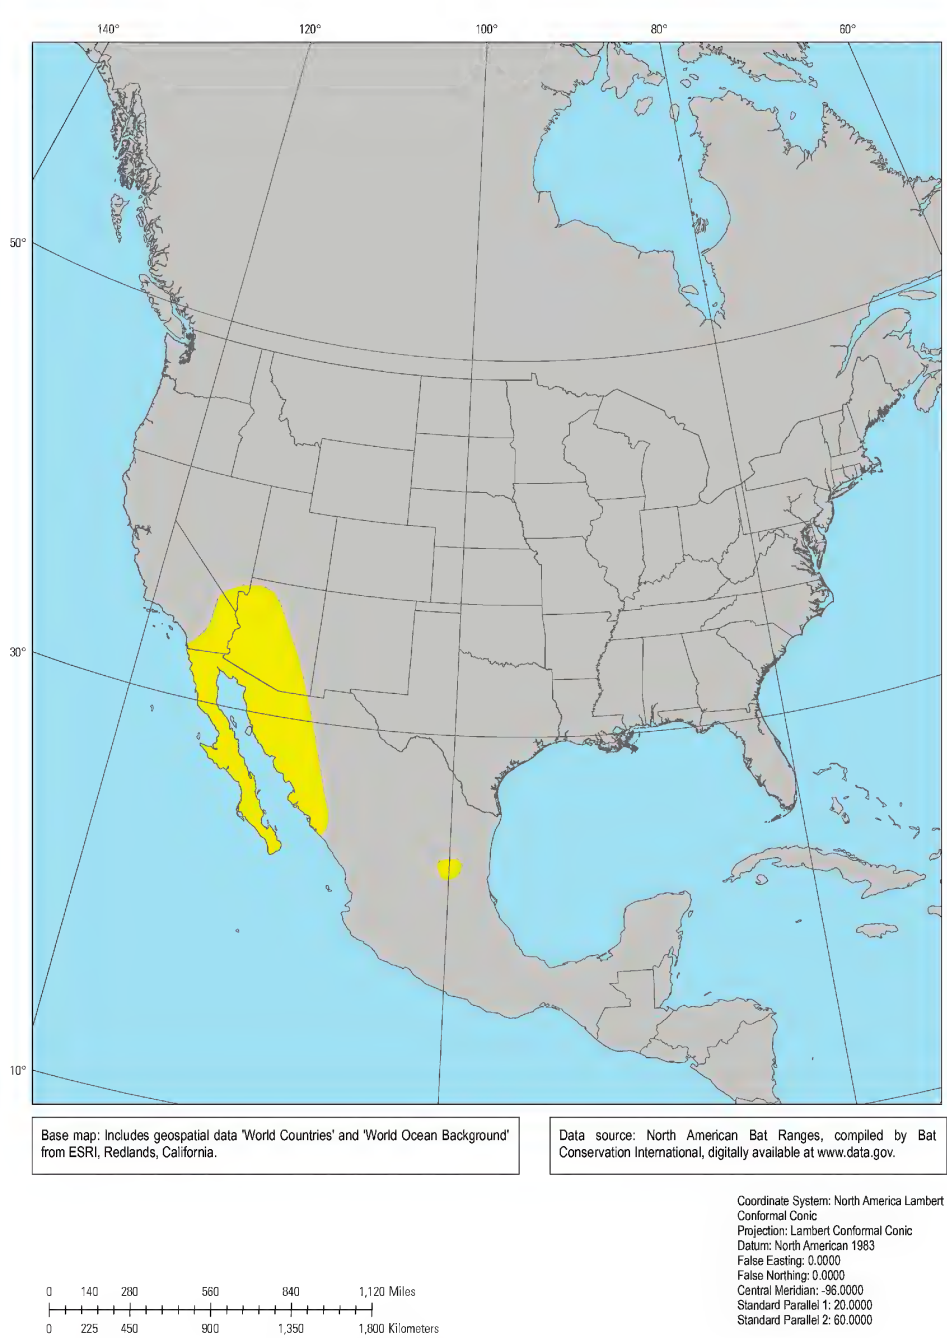 140° 120° 100° 80° 60°
50°
30°
10°
Base map: Includes geospatial data 'World Countries' and 'World Ocean Background'
from ESRI, Redlands, California.
Data source: North American Bat Ranges, compiled by Bat
Conservation International, digitally available at www.data.gov.
Coordinate System: North America Lambert
Conformal Conic
Projection: Lambert Conformal Conic
Datum: North American 1983
False Easting: 0.0000
False Northing: 0.0000
Central Meridian: -96.0000
Standard Parallel 1: 20.0000
Standard Parallel 2: 60.0000
0 140 280 560 840 1,120 Miles
0 225 450 900 1,350 1,800 Kilometers